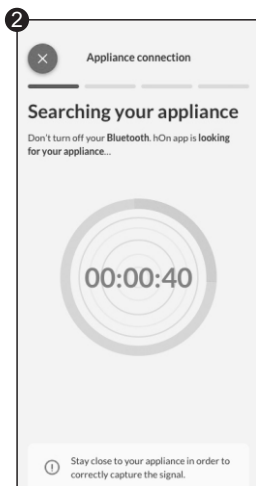 2
Appliance connection
Searching your appliance
Don't turn off your Bluetooth. hOn app is looking
for your appliance...
00:00:40
Stay close to your appliance in order to
correctly capture the signal.